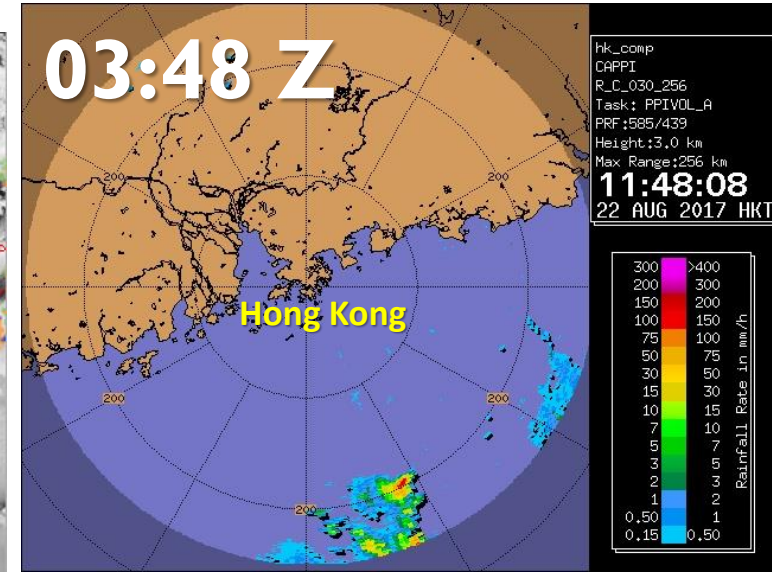 03:48 Z
hk_comp
CAPPI
R_C_030_256
Task: PPIVOL_A
PRF:585/439
Height:3.0 km
Max Range:256 km
11:48:08
22 AUG 2017 HKT
200
200
Hong Kong
200
200
200
300 >400
200 300
150 200
100 150
75 100
50 75
30 50
15 30
10 15
7 10
5 7
3 5
2 3
1 2
0.50 1
0.15 0.50
Rainfall Rate in mm/h